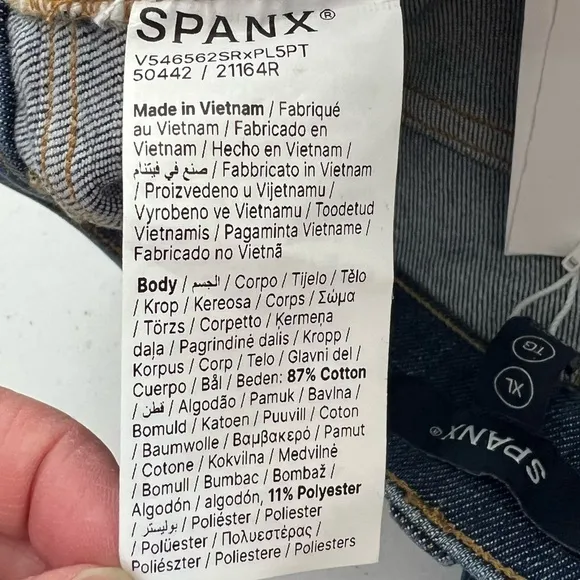 SPANX®
V546562SRxPL5PT
50442 / 21164R
Made in Vietnam / Fabriqué
au Vietnam / Fabricado en
Vietnam / Hecho en Vietnam /
صنع في فيتنام / Fabbricato in Vietnam
/ Proizvedeno u Vijetnamu /
Vyrobeno ve Vietnamu / Toodetud
Vietnamis / Pagaminta Vietname /
Fabricado no Vietnã
Body / الجسم / Corpo / Tijelo / Tělo
/ Krop / Kereosa / Corps / Σώμα
/ Törzs / Corpetto / Ķermeņa
daļa / Pagrindinė dalis / Kropp /
Korpus / Corp / Telo / Glavni del /
Cuerpo / Bål / Beden: 87% Cotton
/ قطن / Algodão / Pamuk / Bavlna /
Bomuld / Katoen / Puuvill / Coton
/ Baumwolle / Βαμβακερό / Pamut
/ Cotone / Kokvilna / Medvilnė
/ Bomull / Bumbac / Bombaž /
Algodón / algodon, 11% Polyester
/ بوليستر / Poliéster / Poliester /
/ Polüester / Πολυεστέρας /
Poliészter / Poliestere / Poliesters
TG
XL
SPANX®